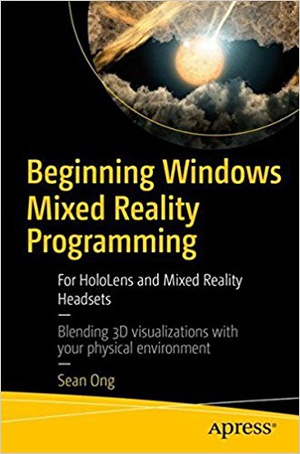 Beginning Windows
Mixed Reality
Programming
For HoloLens and Mixed Reality
Headsets
—
Blending 3D visualizations with
your physical environment
—
Sean Ong
Apress®